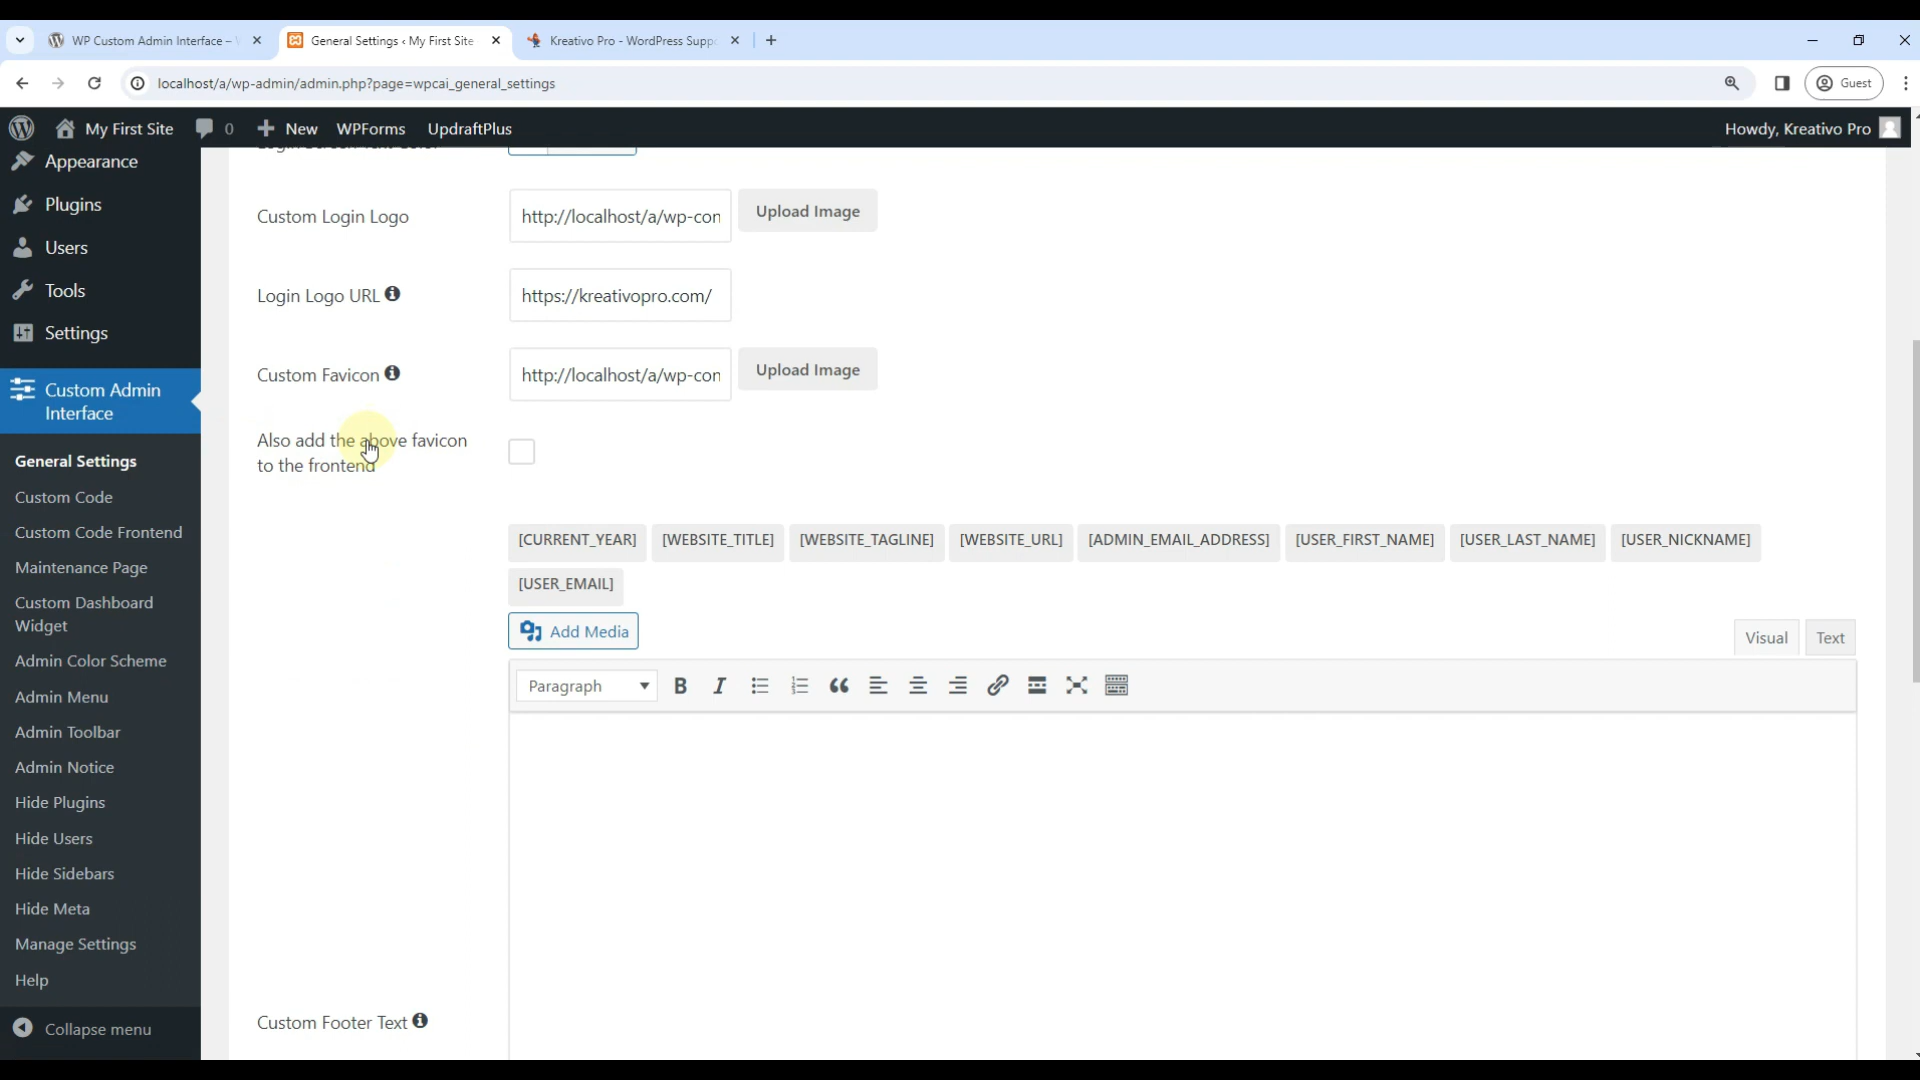 WP Custom Admin Interface –
General Settings ‹ My First Site
Kreativo Pro - WordPress Supp
localhost/a/wp-admin/admin.php?page=wpcai_general_settings
Guest
My First Site
0
New
WPForms
UpdraftPlus
Howdy, Kreativo Pro
Appearance
Plugins
Users
Tools
Settings
Custom Admin
Interface
General Settings
Custom Code
Custom Code Frontend
Maintenance Page
Custom Dashboard
Widget
Admin Color Scheme
Admin Menu
Admin Toolbar
Admin Notice
Hide Plugins
Hide Users
Hide Sidebars
Hide Meta
Manage Settings
Help
Collapse menu
Custom Login Logo
http://localhost/a/wp-con
Upload Image
Login Logo URL
https://kreativopro.com/
Custom Favicon
http://localhost/a/wp-con
Upload Image
Also add the above favicon
to the frontend
[CURRENT_YEAR]
[WEBSITE_TITLE]
[WEBSITE_TAGLINE]
[WEBSITE_URL]
[ADMIN_EMAIL_ADDRESS]
[USER_FIRST_NAME]
[USER_LAST_NAME]
[USER_NICKNAME]
[USER_EMAIL]
Add Media
Visual
Text
Paragraph
B
I
Custom Footer Text